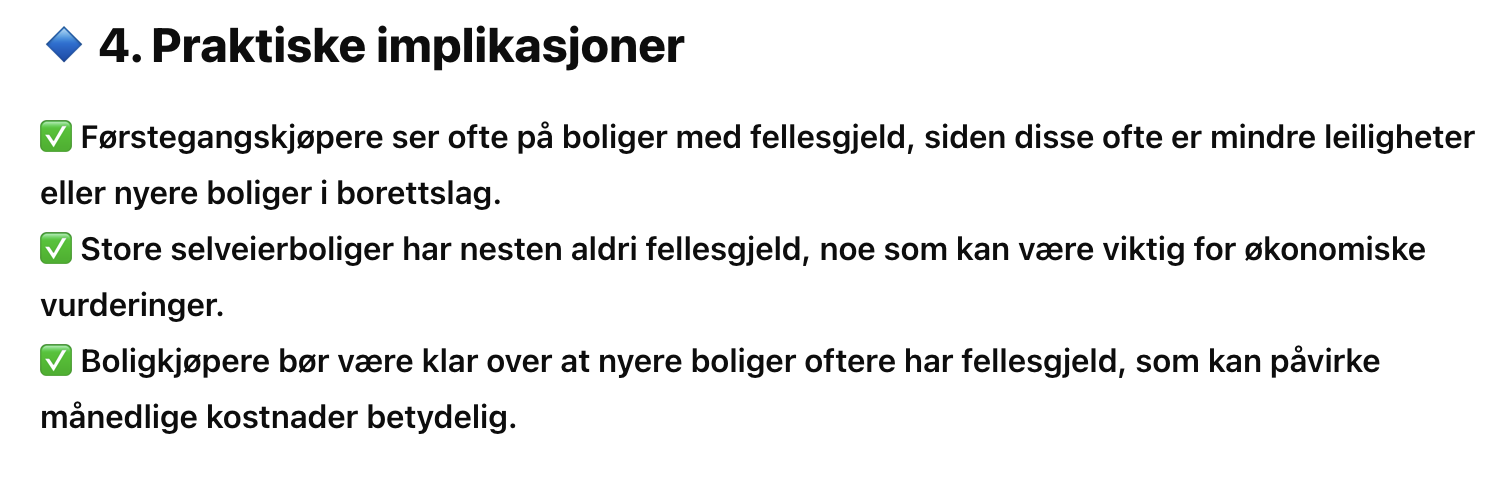 🔷 4. Praktiske implikasjoner
✅ Førstegangskjøpere ser ofte på boliger med fellesgjeld, siden disse ofte er mindre leiligheter
eller nyere boliger i borettslag.
✅ Store selveierboliger har nesten aldri fellesgjeld, noe som kan være viktig for økonomiske
vurderinger.
✅ Boligkjøpere bør være klar over at nyere boliger oftere har fellesgjeld, som kan påvirke
månedlige kostnader betydelig.